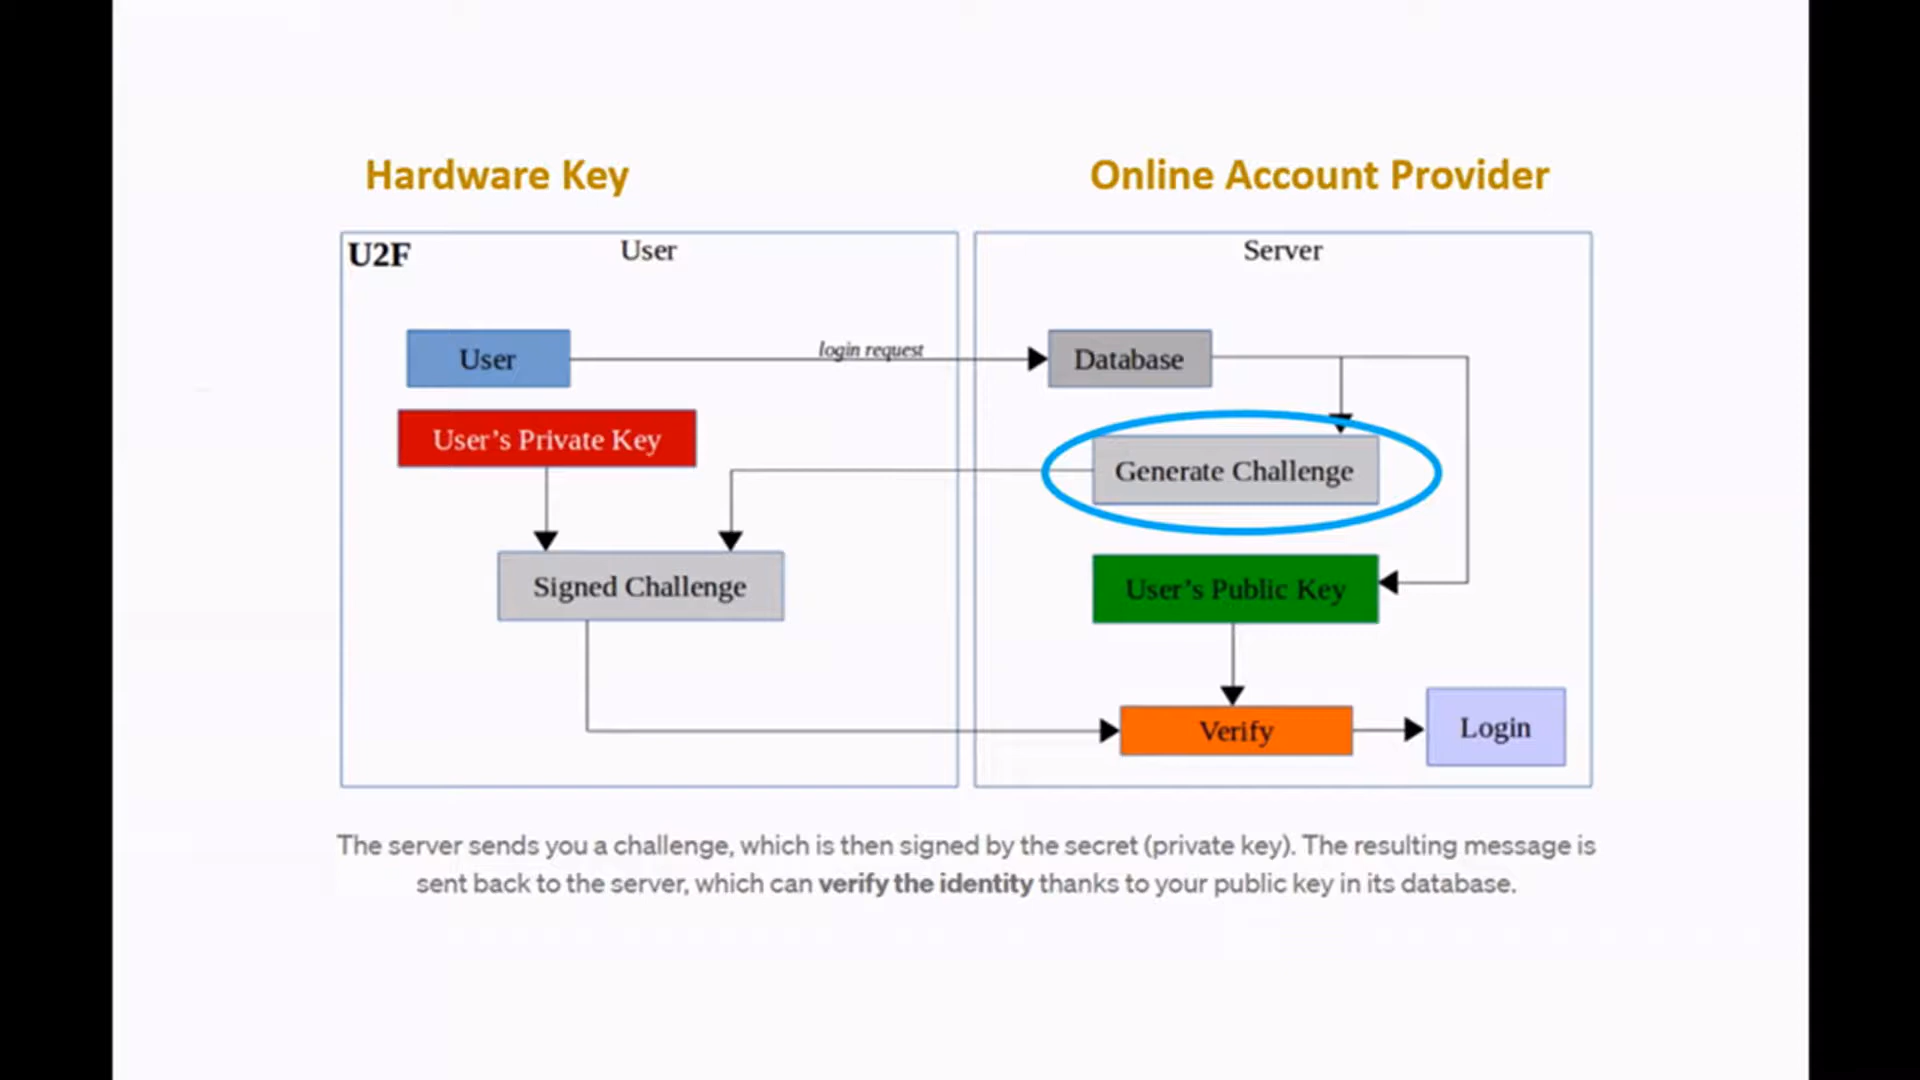 Hardware Key
Online Account Provider
U2F
User
Server
User
login request
Database
User's Private Key
Generate Challenge
Signed Challenge
User's Public Key
Verify
Login
The server sends you a challenge, which is then signed by the secret (private key). The resulting message is
sent back to the server, which can verify the identity thanks to your public key in its database.